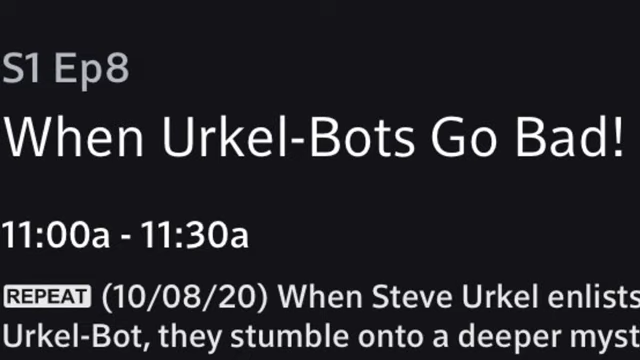 S1 Ep8
When Urkel-Bots Go Bad!
11:00a - 11:30a
REPEAT (10/08/20) When Steve Urkel enlists
Urkel-Bot, they stumble onto a deeper myst